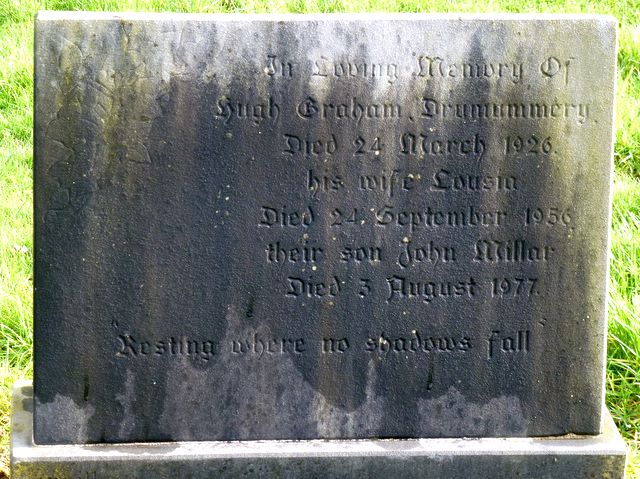 In Loving Memory Of
Hugh Graham, Drumummery.
Died 24 March 1926.
his wife Lousia
Died 24 September 1956.
their son John Millar
Died 3 August 1977.
"Resting where no shadows fall"